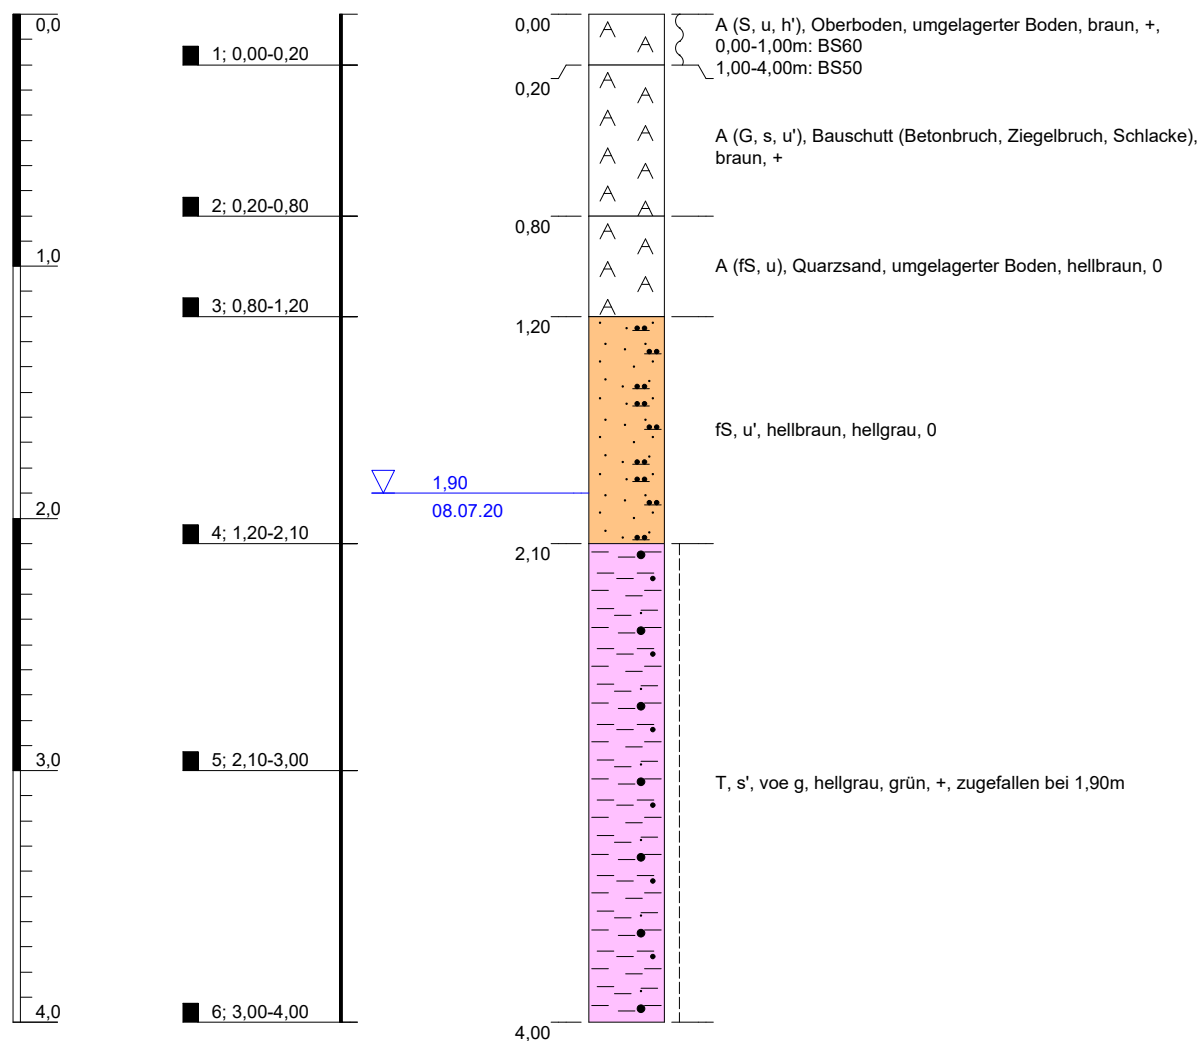 0,0
1; 0,00-0,20
0,00
A (S, u, h'), Oberboden, umgelagerter Boden, braun, +,
0,00-1,00m: BS60
1,00-4,00m: BS50
0,20
A (G, s, u'), Bauschutt (Betonbruch, Ziegelbruch, Schlacke),
braun, +
2; 0,20-0,80
0,80
1,0
A (fS, u), Quarzsand, umgelagerter Boden, hellbraun, 0
3; 0,80-1,20
1,20
fS, u', hellbraun, hellgrau, 0
1,90
08.07.20
2,0
4; 1,20-2,10
2,10
3,0
5; 2,10-3,00
T, s', voe g, hellgrau, grün, +, zugefallen bei 1,90m
4,0
6; 3,00-4,00
4,00